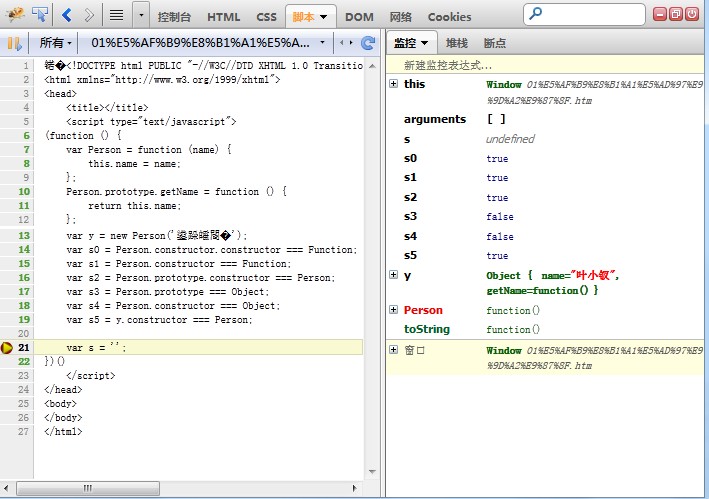 控制台 HTML CSS 脚本 DOM 网络 Cookies
所有 01%E5%AF%B9%E8%B1%A1%E5%A...
监控 堆栈 断点
1 锘�<!DOCTYPE html PUBLIC "-//W3C//DTD XHTML 1.0 Transitio
2 <html xmlns="http://www.w3.org/1999/xhtml">
3 <head>
4 <title></title>
5 <script type="text/javascript">
6 (function () {
7 var Person = function (name) {
8 this.name = name;
9 };
10 Person.prototype.getName = function () {
11 return this.name;
12 };
13 var y = new Person('�');
14 var s0 = Person.constructor.constructor === Function;
15 var s1 = Person.constructor === Function;
16 var s2 = Person.prototype.constructor === Person;
17 var s3 = Person.prototype === Object;
18 var s4 = Person.constructor === Object;
19 var s5 = y.constructor === Person;
20
21 var s = '';
22 })()
23 </script>
24 </head>
25 <body>
26 </body>
27 </html>
新建监控表达式...
this Window 01%E5%AF%B9%E8%B1%A1%E5%AD%97%E9
%9D%A2%E9%87%8F.htm
arguments [ ]
s undefined
s0 true
s1 true
s2 true
s3 false
s4 false
s5 true
y Object { name="叶小钗",
getName=function() }
Person function()
toString function()
窗口 Window 01%E5%AF%B9%E8%B1%A1%E5%AD%97%E9
%9D%A2%E9%87%8F.htm